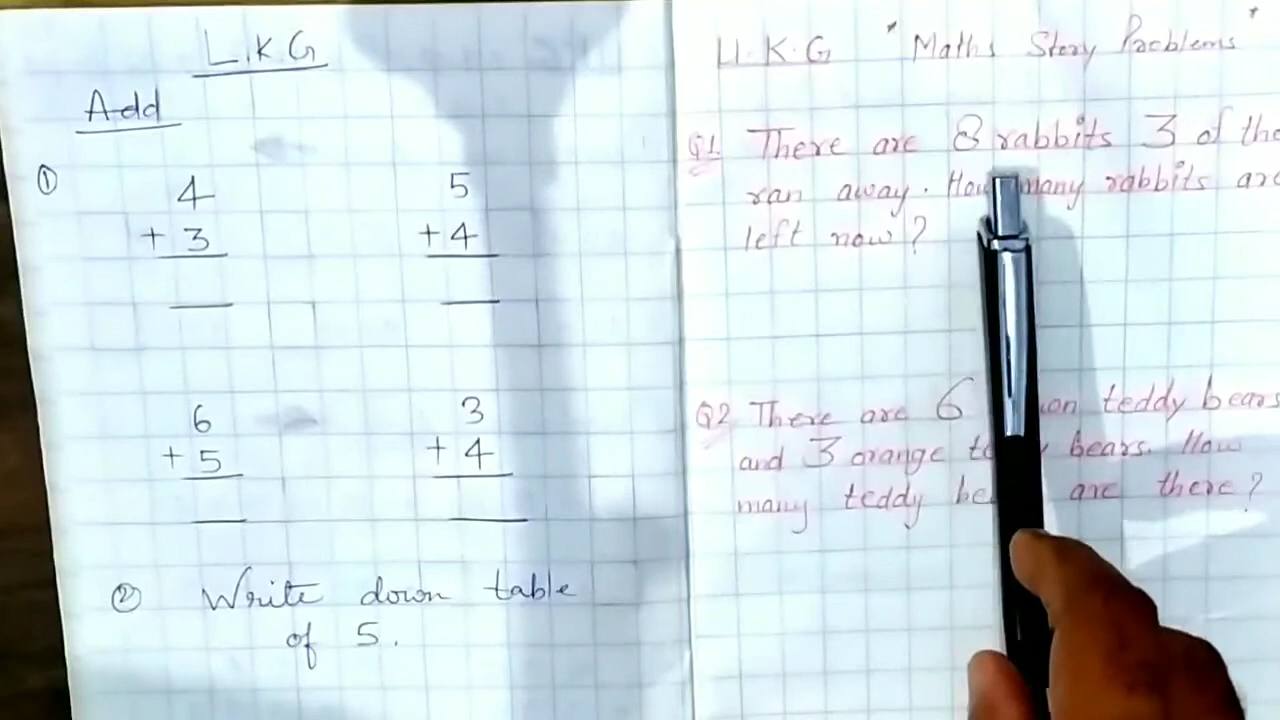 L.K.G
Add
① 4 5
+ 3 + 4
6 3
+ 5 + 4
② Write down table
of 5.
U.K.G "Maths Story Problems"
Q1. There are 8 rabbits 3 of the
ran away. How many rabbits are
left now?
Q2 There are 6 teddy bears
and 3 orange bears. How
many teddy are there?